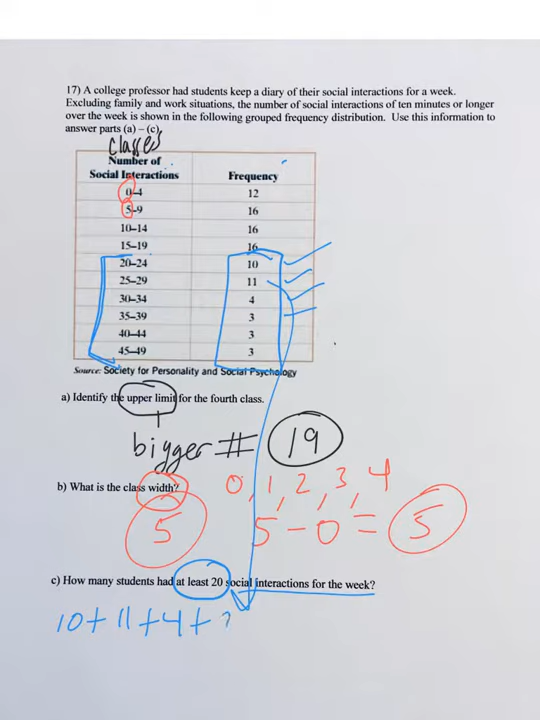 17) A college professor had students keep a diary of their social interactions for a week.
Excluding family and work situations, the number of social interactions of ten minutes or longer
over the week is shown in the following grouped frequency distribution. Use this information to
answer parts (a) – (c).
classes
Number of
Social Interactions Frequency
0–4 12
5–9 16
10–14 16
15–19 16
20–24 10
25–29 11
30–34 4
35–39 3
40–44 3
45–49 3
Source: Society for Personality and Social Psychology
a) Identify the upper limit for the fourth class.
bigger # 19
b) What is the class width? 0, 1, 2, 3, 4
5 5 - 0 = 5
c) How many students had at least 20 social interactions for the week?
10 + 11 + 4 +